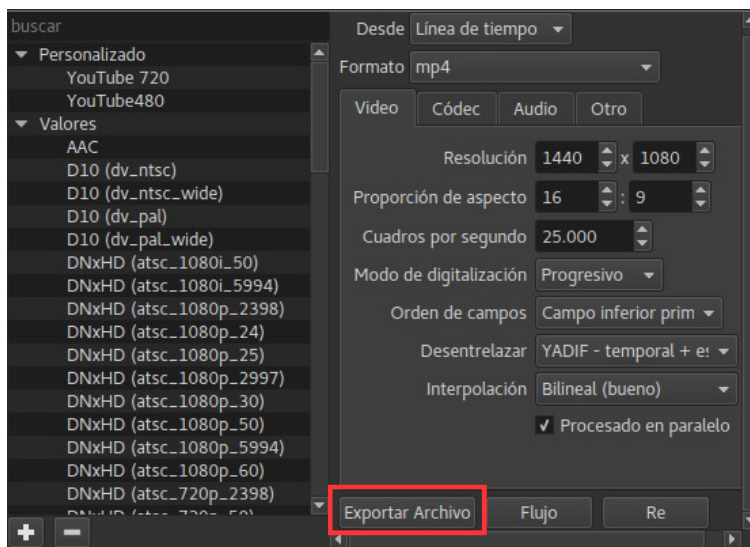 buscar
Personalizado
YouTube 720
YouTube480
Valores
AAC
D10 (dv_ntsc)
D10 (dv_ntsc_wide)
D10 (dv_pal)
D10 (dv_pal_wide)
DNxHD (atsc_1080i_50)
DNxHD (atsc_1080i_5994)
DNxHD (atsc_1080p_2398)
DNxHD (atsc_1080p_24)
DNxHD (atsc_1080p_25)
DNxHD (atsc_1080p_2997)
DNxHD (atsc_1080p_30)
DNxHD (atsc_1080p_50)
DNxHD (atsc_1080p_5994)
DNxHD (atsc_1080p_60)
DNxHD (atsc_720p_2398)
Desde Línea de tiempo
Formato mp4
Video Códec Audio Otro
Resolución 1440 x 1080
Proporción de aspecto 16 : 9
Cuadros por segundo 25.000
Modo de digitalización Progresivo
Orden de campos Campo inferior prim
Desentrelazar YADIF - temporal + es
Interpolación Bilineal (bueno)
Procesado en paralelo
Exportar Archivo Flujo Re